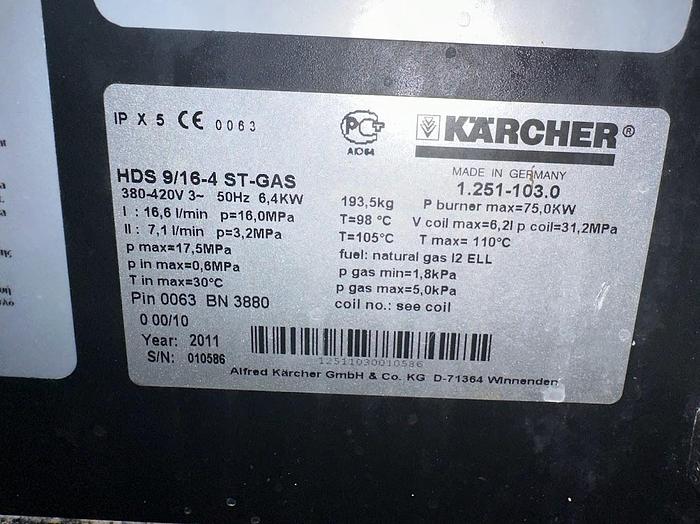 IP X 5 CE 0063
PC+
АЮ64
KÄRCHER®
MADE IN GERMANY
1.251-103.0
HDS 9/16-4 ST-GAS
380-420V 3~ 50Hz 6,4KW
I : 16,6 l/min p=16,0MPa
II : 7,1 l/min p=3,2MPa
p max=17,5MPa
p in max=0,6MPa
T in max=30°C
Pin 0063 BN 3880
0 00/10
Year: 2011
S/N: 010586
193,5kg P burner max=75,0KW
T=98 °C V coil max=6,2l p coil=31,2MPa
T=105°C T max= 110°C
fuel: natural gas I2 ELL
p gas min=1,8kPa
p gas max=5,0kPa
coil no.: see coil
12511030010586
Alfred Kärcher GmbH & Co. KG D-71364 Winnenden